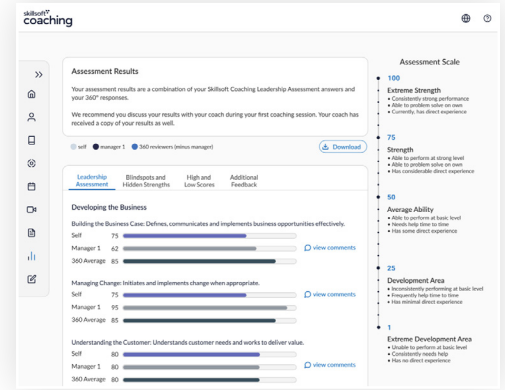 skillsoft
coaching
Assessment Results
Your assessment results are a combination of your Skillsoft Coaching Leadership Assessment answers and
your 360° responses.
We recommend you discuss your results with your coach during your first coaching session. Your coach has
received a copy of your results as well.
self manager 1 360 reviewers (minus manager) Download
Leadership
Assessment
Blindspots and
Hidden Strengths
High and
Low Scores
Additional
Feedback
Developing the Business
Building the Business Case: Defines, communicates and implements business opportunities effectively.
Self 75
Manager 1 62 view comments
360 Average 85
Managing Change: Initiates and implements change when appropriate.
Self 75 view comments
Manager 1 95
360 Average 85
Understanding the Customer: Understands customer needs and works to deliver value.
Self 80
Manager 1 80 view comments
360 Average 80
Assessment Scale
100
Extreme Strength
• Consistently strong performance
• Able to problem solve on own
• Currently, has direct experience
75
Strength
• Able to perform at strong level
• Able to problem solve on own
• Has considerable direct experience
50
Average Ability
• Able to perform at basic level
• Needs help time to time
• Has some direct experience
25
Development Area
• Inconsistently performing at basic level
• Frequently help time to time
• Has minimal direct experience
1
Extreme Development Area
• Unable to perform at basic level
• Consistently needs help
• Has no direct experience